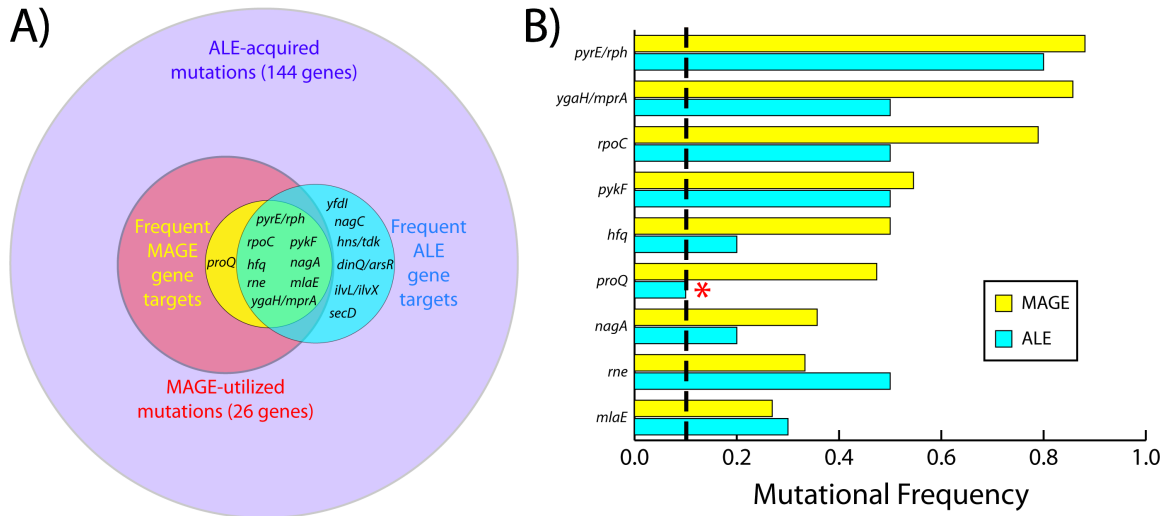 A)
ALE-acquired
mutations (144 genes)
Frequent
MAGE
gene
targets
proQ
pyrE/rph
rpoC pykF
hfq nagA
rne mlaE
ygaH/mprA
yfdI
nagC
hns/tdk
dinQ/arsR
ilvL/ilvX
secD
Frequent
ALE
gene
targets
MAGE-utilized
mutations (26 genes)
B)
pyrE/rph
ygaH/mprA
rpoC
pykF
hfq
proQ
*
nagA
rne
mlaE
MAGE
ALE
0.0 0.2 0.4 0.6 0.8 1.0
Mutational Frequency